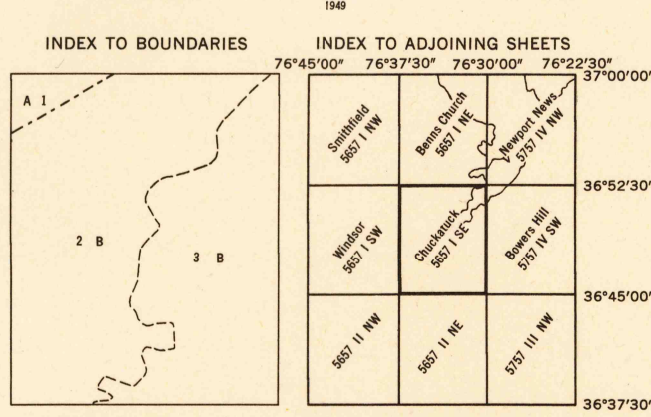 1949
INDEX TO BOUNDARIES
A 1
2 B
3 B
INDEX TO ADJOINING SHEETS
76°45'00" 76°37'30" 76°30'00" 76°22'30"
37°00'00"
Smithfield
5657 I NW
Benns Church
5657 I NE
Newport News
5757 IV NW
36°52'30"
Windsor
5657 I SW
Chuckatuck
5657 I SE
Bowers Hill
5757 IV SW
36°45'00"
5657 II NW
5657 II NE
5757 III NW
36°37'30"